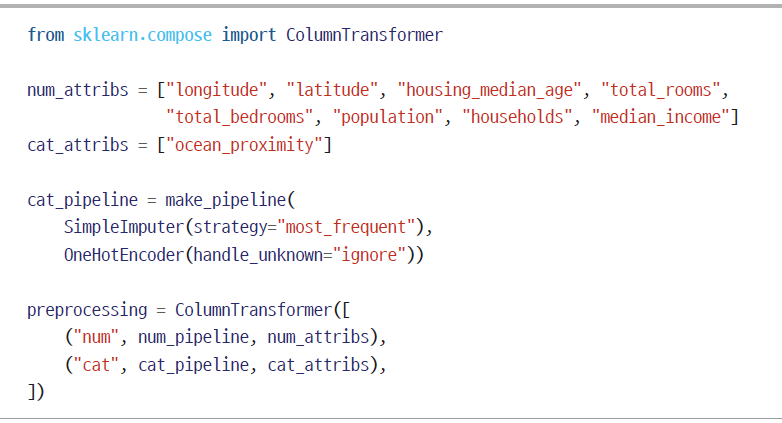 from sklearn.compose import ColumnTransformer
num_attribs = ["longitude", "latitude", "housing_median_age", "total_rooms",
"total_bedrooms", "population", "households", "median_income"]
cat_attribs = ["ocean_proximity"]
cat_pipeline = make_pipeline(
SimpleImputer(strategy="most_frequent"),
OneHotEncoder(handle_unknown="ignore"))
preprocessing = ColumnTransformer([
("num", num_pipeline, num_attribs),
("cat", cat_pipeline, cat_attribs),
])